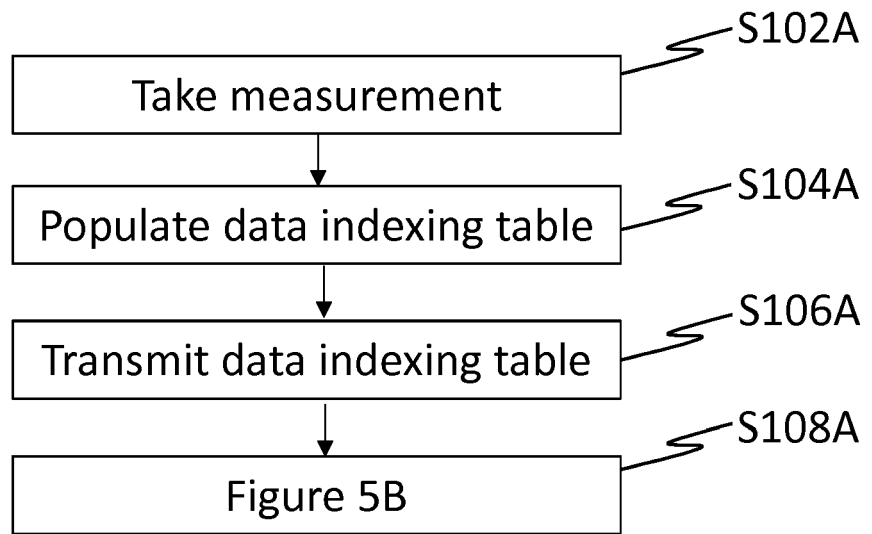 S102A
Take measurement
S104A
Populate data indexing table
S106A
Transmit data indexing table
S108A
Figure 5B